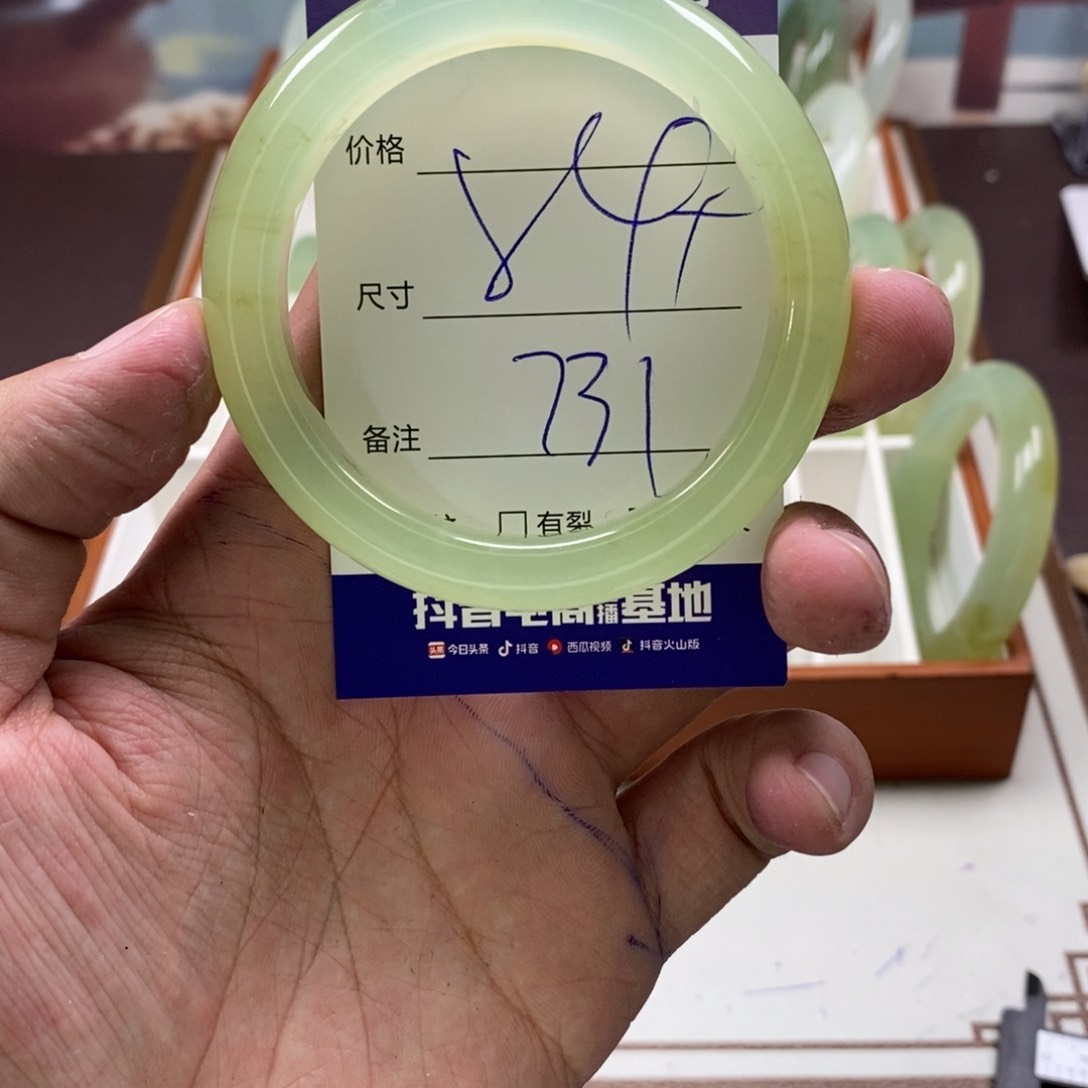 价格
尺寸
731
备注
有裂
抖音电商直播基地
今日头条 抖音 西瓜视频 抖音火山版